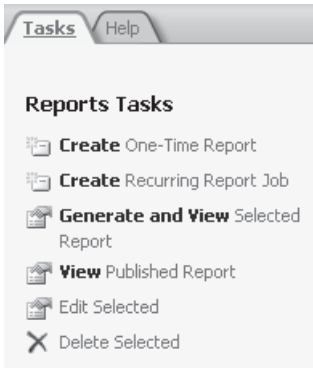 Tasks Help
Reports Tasks
Create One-Time Report
Create Recurring Report Job
Generate and View Selected
Report
View Published Report
Edit Selected
Delete Selected